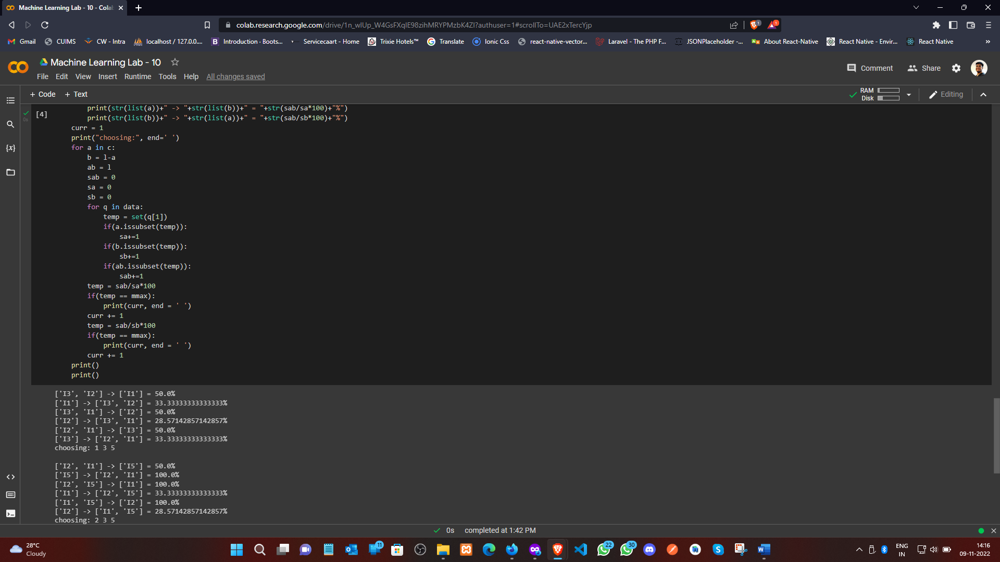 Machine Learning Lab - 10 - Cola
colab.research.google.com/drive/1n_wlUp_W4GsFXqlE98zihMRYPMzbK4ZI?authuser=1#scrollTo=UAE2xTercYjp
1 1
Gmail CUIMS CW - Intra localhost / 127.0.0.... B Introduction · Boots... Servicecaart - Home Trixie Hotels™ Translate Ionic Css react-native-vector... Laravel - The PHP F... JSONPlaceholder -... About React-Native React Native - Envir... React Native »
Machine Learning Lab - 10
Comment Share
File Edit View Insert Runtime Tools Help All changes saved
+ Code + Text
RAM
Disk
Editing
[4]
0s
print(str(list(a))+" -> "+str(list(b))+" = "+str(sab/sa*100)+"%")
print(str(list(b))+" -> "+str(list(a))+" = "+str(sab/sb*100)+"%")
curr = 1
print("choosing:", end=' ')
for a in c:
b = l-a
ab = l
sab = 0
sa = 0
sb = 0
for q in data:
temp = set(q[1])
if(a.issubset(temp)):
sa+=1
if(b.issubset(temp)):
sb+=1
if(ab.issubset(temp)):
sab+=1
temp = sab/sa*100
if(temp == mmax):
print(curr, end = ' ')
curr += 1
temp = sab/sb*100
if(temp == mmax):
print(curr, end = ' ')
curr += 1
print()
print()
['I3', 'I2'] -> ['I1'] = 50.0%
['I1'] -> ['I3', 'I2'] = 33.33333333333333%
['I3', 'I1'] -> ['I2'] = 50.0%
['I2'] -> ['I3', 'I1'] = 28.57142857142857%
['I2', 'I1'] -> ['I3'] = 50.0%
['I3'] -> ['I2', 'I1'] = 33.33333333333333%
choosing: 1 3 5
['I2', 'I1'] -> ['I5'] = 50.0%
['I5'] -> ['I2', 'I1'] = 100.0%
['I2', 'I5'] -> ['I1'] = 100.0%
['I1'] -> ['I2', 'I5'] = 33.33333333333333%
['I1', 'I5'] -> ['I2'] = 100.0%
['I2'] -> ['I1', 'I5'] = 28.57142857142857%
choosing: 2 3 5
0s completed at 1:42 PM
28°C
Cloudy
11 22 30
ENG
IN
14:16
09-11-2022